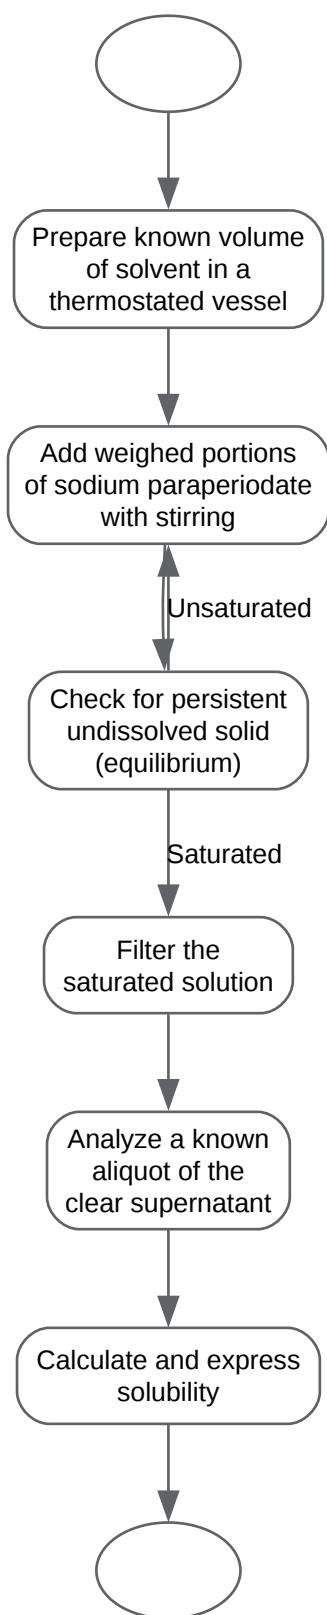 Prepare known volume
of solvent in a
thermostated vessel
Add weighed portions
of sodium paraperiodate
with stirring
Unsaturated
Check for persistent
undissolved solid
(equilibrium)
Saturated
Filter the
saturated solution
Analyze a known
aliquot of the
clear supernatant
Calculate and express
solubility